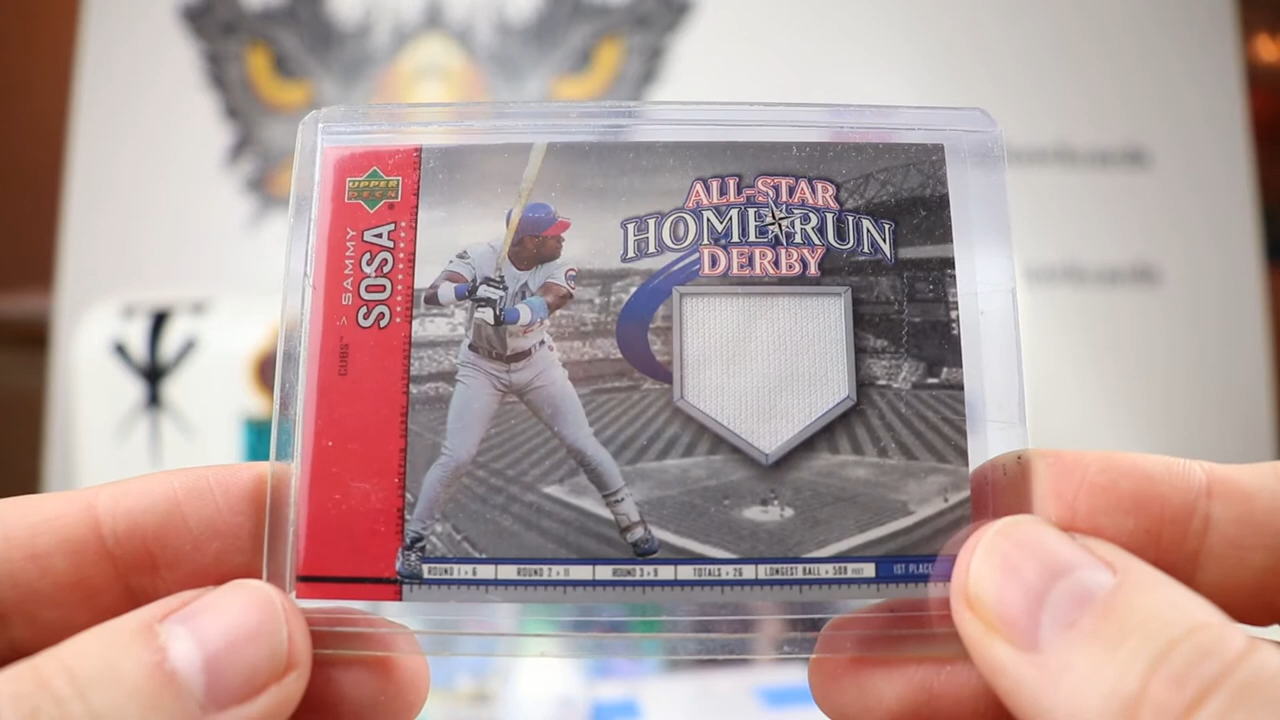 UPPER
DECK
CUBS™ > SAMMY
SOSA
ALL-STAR
HOME RUN
DERBY
ROUND 1 > 6
ROUND 2 > 11
ROUND 3 > 9
TOTALS > 26
LONGEST BALL > 508 FEET
1ST PLACE